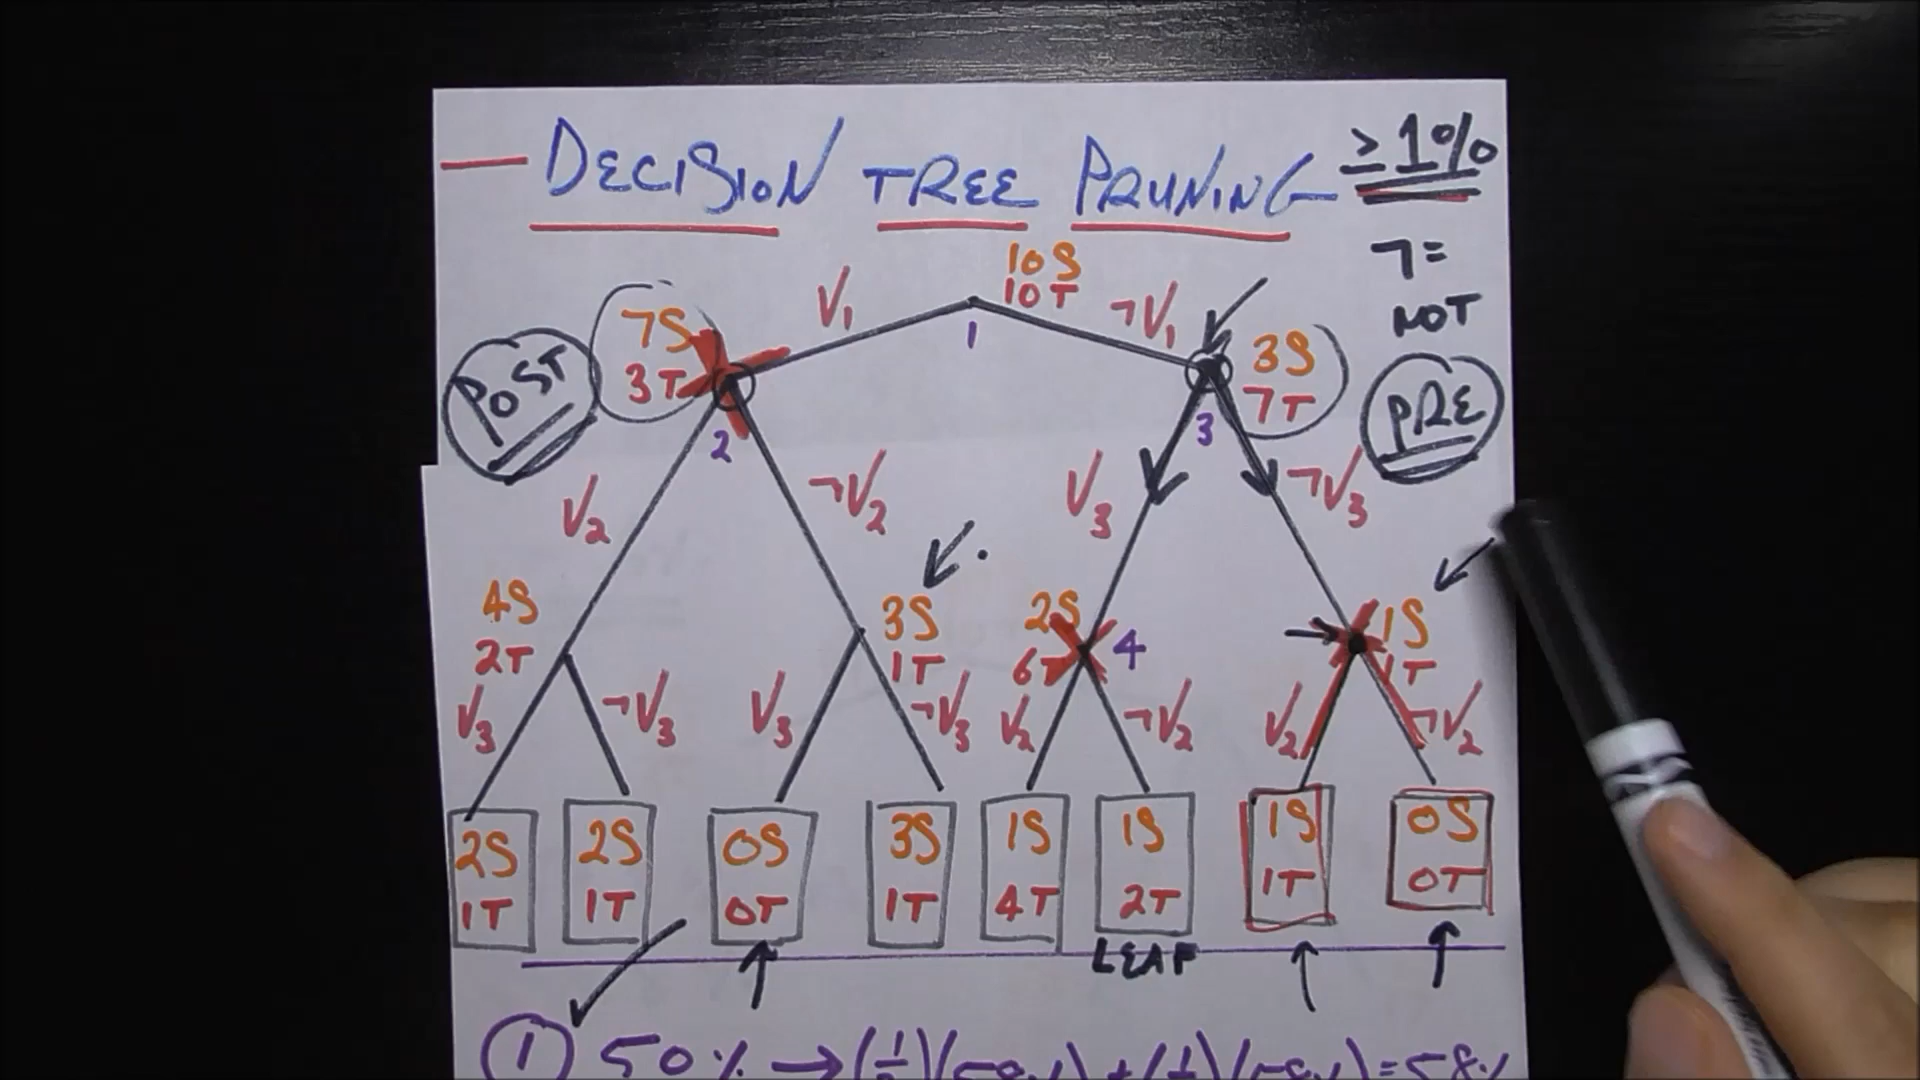 DECISION TREE PRUNING
≥1%
¬=
NOT
10S
10T
V1
¬V1
1
7S
3T
3S
7T
POST
PRE
2
3
V2
¬V2
V3
¬V3
4S
2T
3S
1T
2S
6T
4
1S
1T
V3
¬V3
V3
¬V3
V2
¬V2
V2
¬V2
2S
1T
2S
1T
0S
0T
3S
1T
1S
4T
1S
2T
1S
1T
0S
0T
LEAF
1 50% →